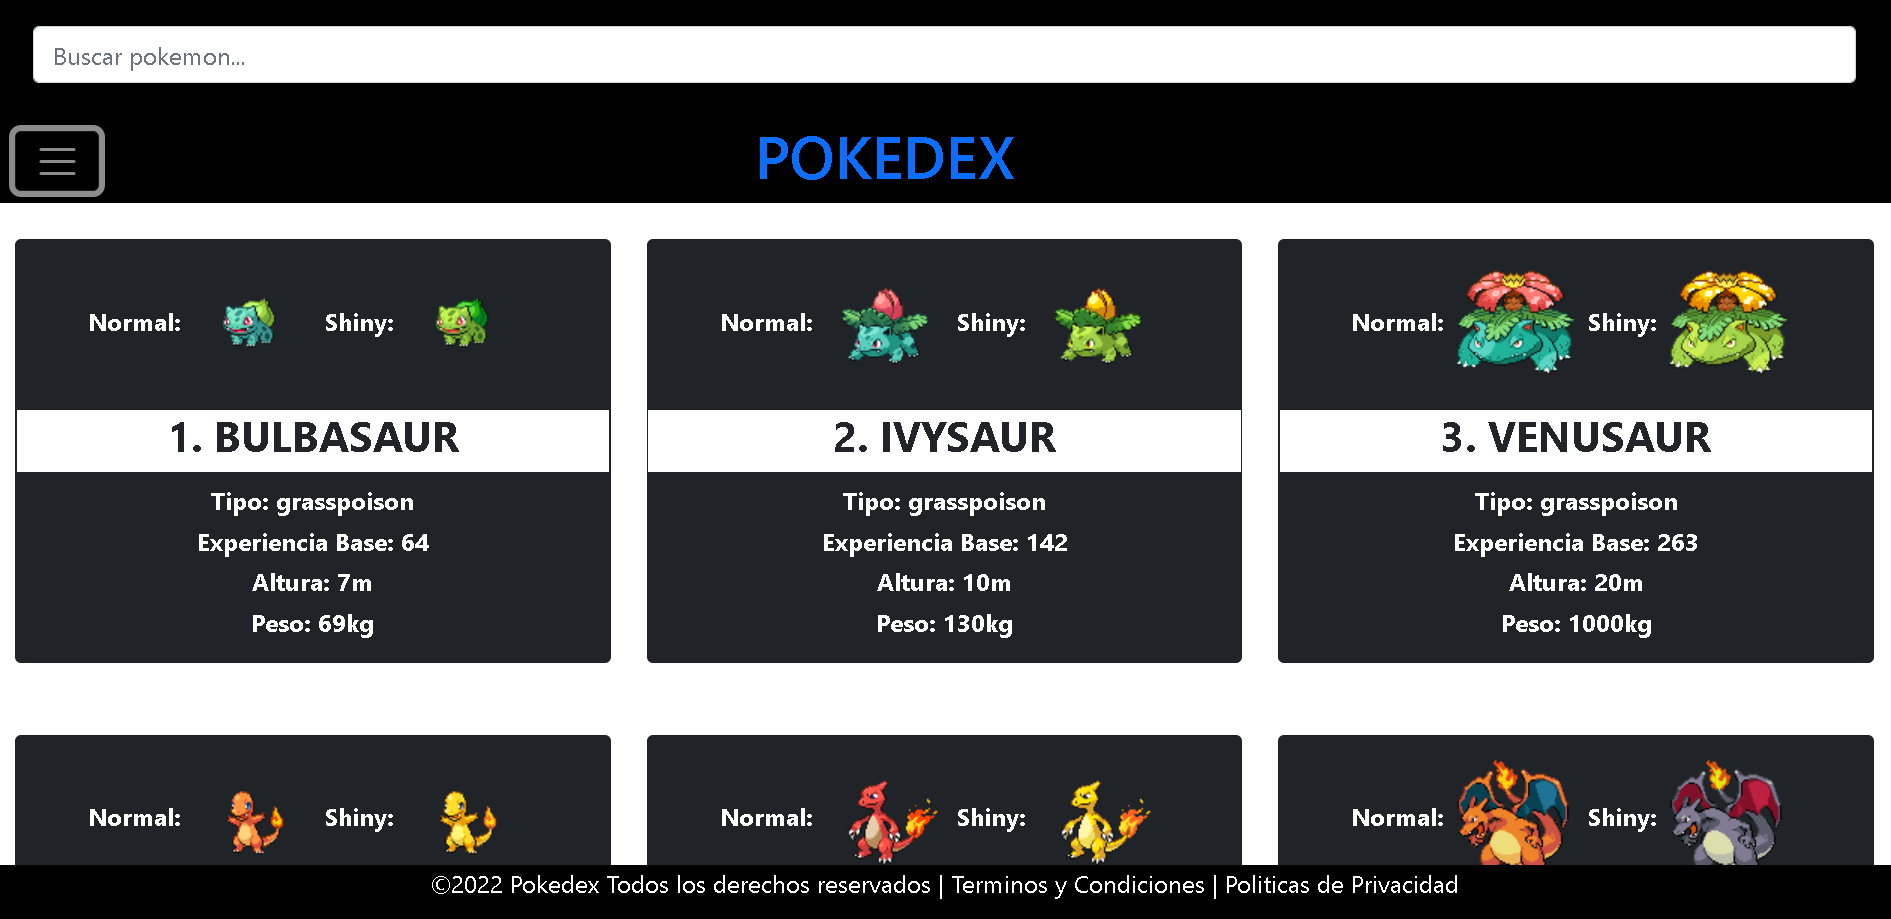 Buscar pokemon...
POKEDEX
Normal: Shiny:
1. BULBASAUR
Tipo: grasspoison
Experiencia Base: 64
Altura: 7m
Peso: 69kg
Normal: Shiny:
2. IVYSAUR
Tipo: grasspoison
Experiencia Base: 142
Altura: 10m
Peso: 130kg
Normal: Shiny:
3. VENUSAUR
Tipo: grasspoison
Experiencia Base: 263
Altura: 20m
Peso: 1000kg
Normal: Shiny:
Normal: Shiny:
Normal: Shiny:
©2022 Pokedex Todos los derechos reservados | Terminos y Condiciones | Politicas de Privacidad